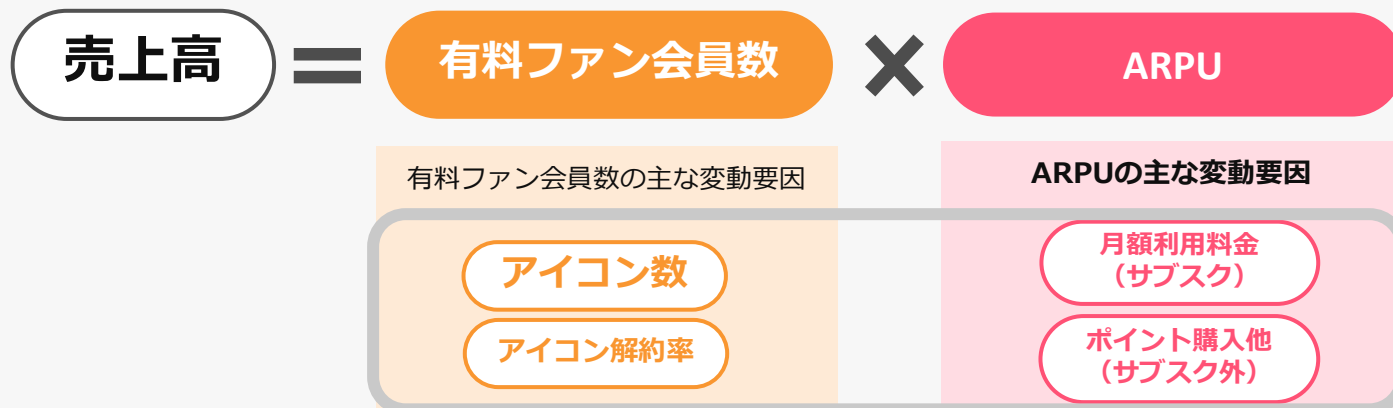 売上高 = 有料ファン会員数 × ARPU
有料ファン会員数の主な変動要因
アイコン数
アイコン解約率
ARPUの主な変動要因
月額利用料金
（サブスク）
ポイント購入他
（サブスク外）